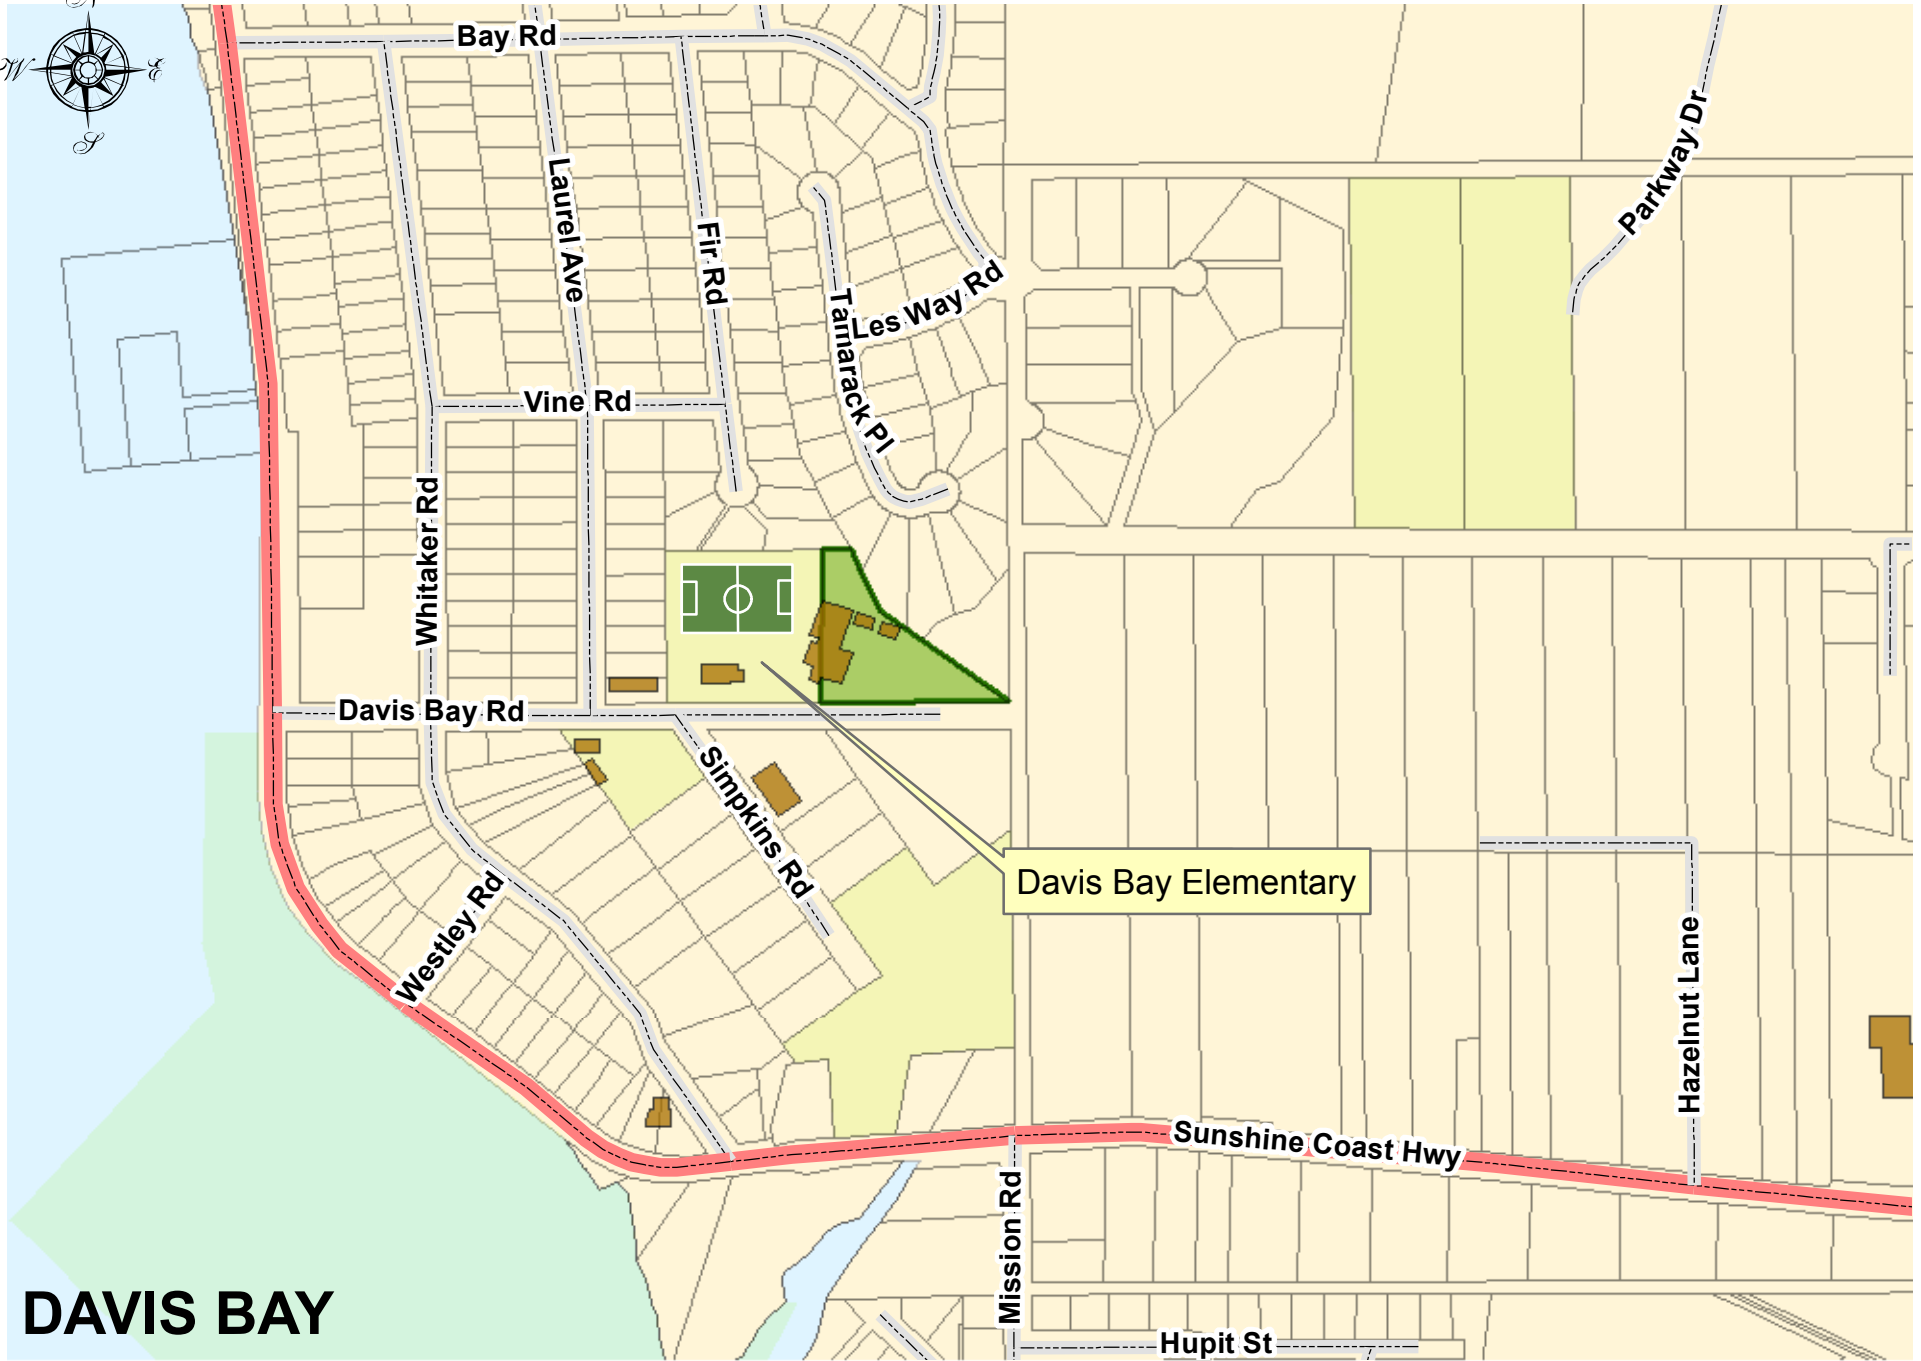 N
W
E
S
Bay Rd
Parkway Dr
Laurel Ave
Fir Rd
Tamarack Pl
Les Way Rd
Vine Rd
Whitaker Rd
Davis Bay Rd
Simpkins Rd
Davis Bay Elementary
Westley Rd
Hazelnut Lane
Sunshine Coast Hwy
Mission Rd
DAVIS BAY
Hupit St